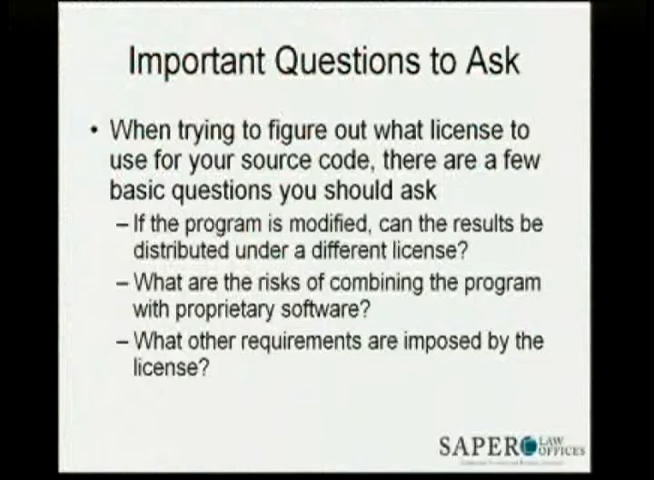 Important Questions to Ask
• When trying to figure out what license to
use for your source code, there are a few
basic questions you should ask
– If the program is modified, can the results be
distributed under a different license?
– What are the risks of combining the program
with proprietary software?
– What other requirements are imposed by the
license?
SAPER LAW OFFICES